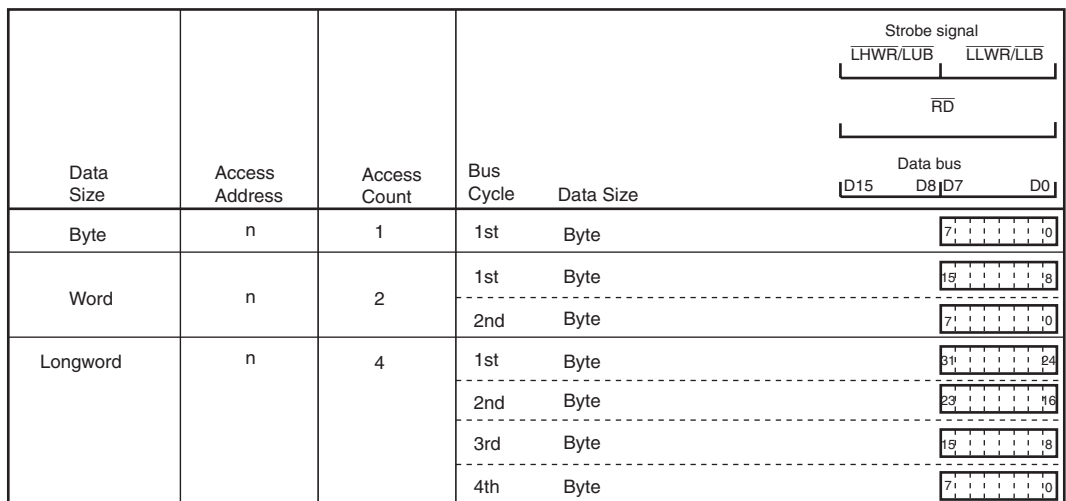 Strobe signal
LHWR/LUB LLWR/LLB
RD
Data Size Access Address Access Count Bus Cycle Data Size Data bus
D15 D8 D7 D0
Byte n 1 1st Byte 7 0
Word n 2 1st Byte 15 8
2nd Byte 7 0
Longword n 4 1st Byte 31 24
2nd Byte 23 16
3rd Byte 15 8
4th Byte 7 0